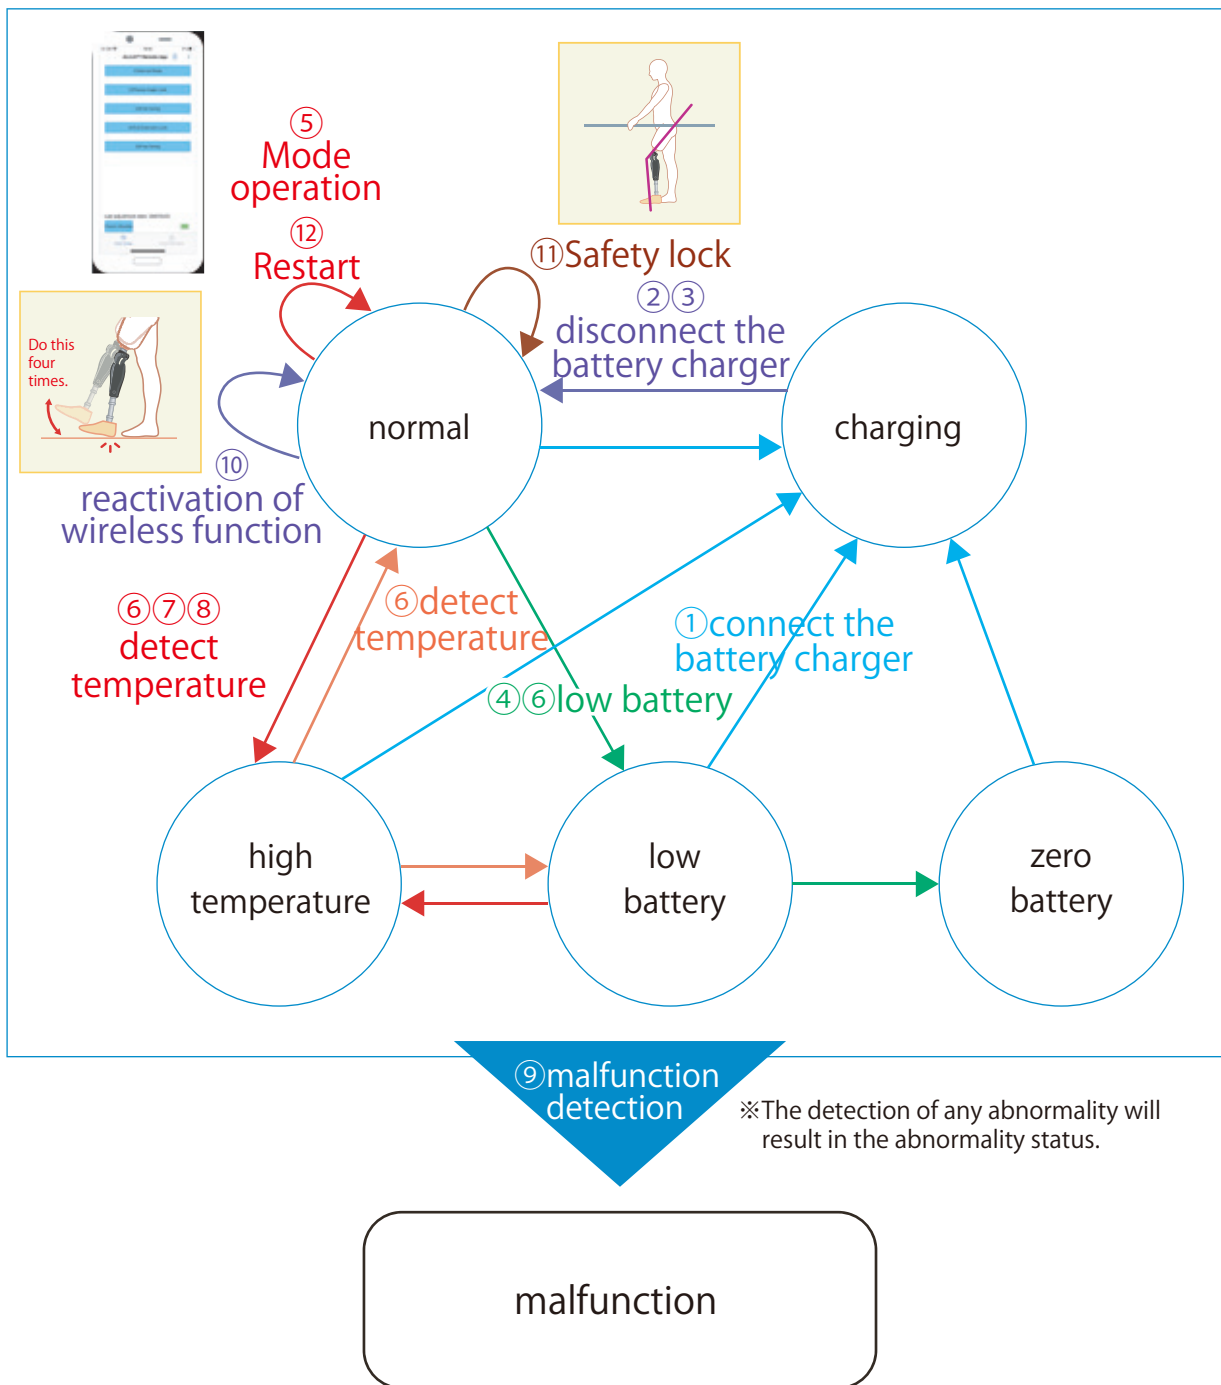 ⑤
Mode
operation
⑫
Restart
⑪Safety lock
②③
disconnect the
battery charger
Do this
four
times.
normal
charging
⑩
reactivation of
wireless function
⑥⑦⑧
detect
temperature
⑥detect
temperature
①connect the
battery charger
④⑥low battery
high
temperature
low
battery
zero
battery
⑨malfunction
detection
※The detection of any abnormality will
result in the abnormality status.
malfunction